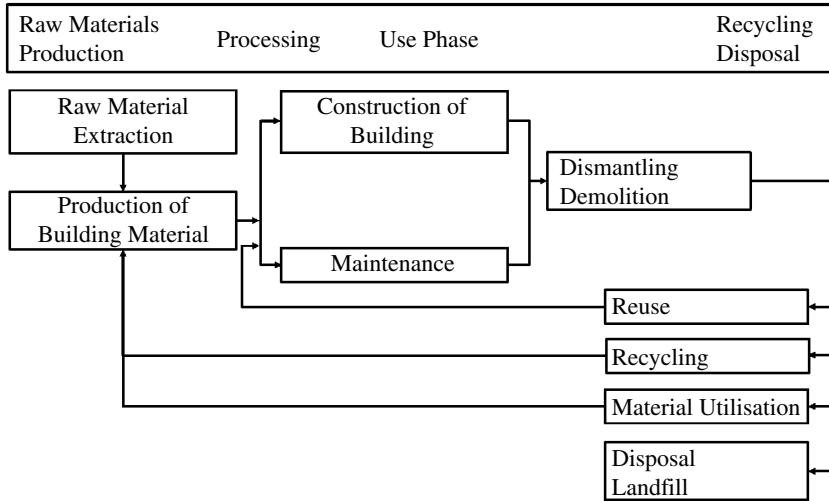 Raw Materials
Production
Processing
Use Phase
Recycling
Disposal
Raw Material
Extraction
Construction of
Building
Dismantling
Demolition
Production of
Building Material
Maintenance
Reuse
Recycling
Material Utilisation
Disposal
Landfill